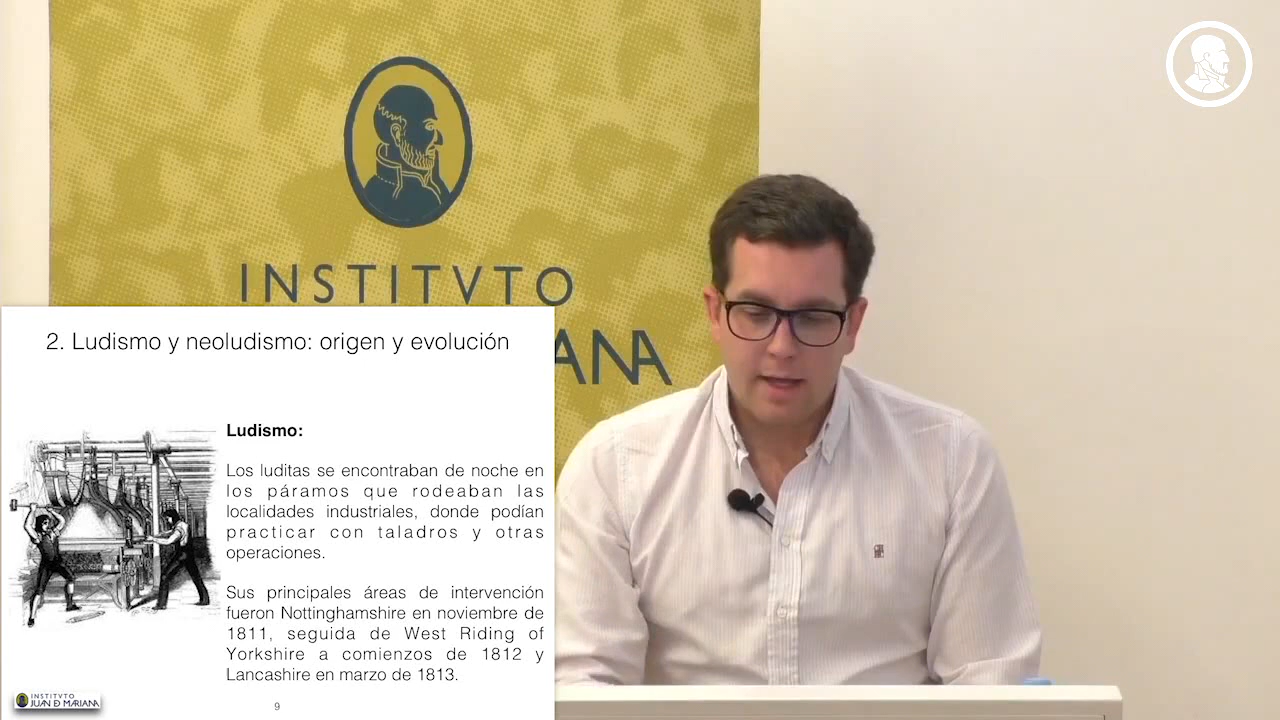 INSTITVTO
ANA
2. Ludismo y neoludismo: origen y evolución
Ludismo:
Los luditas se encontraban de noche en
los páramos que rodeaban las
localidades industriales, donde podían
practicar con taladros y otras
operaciones.
Sus principales áreas de intervención
fueron Nottinghamshire en noviembre de
1811, seguida de West Riding of
Yorkshire a comienzos de 1812 y
Lancashire en marzo de 1813.
INSTITVTO
JUAN DE MARIANA
9